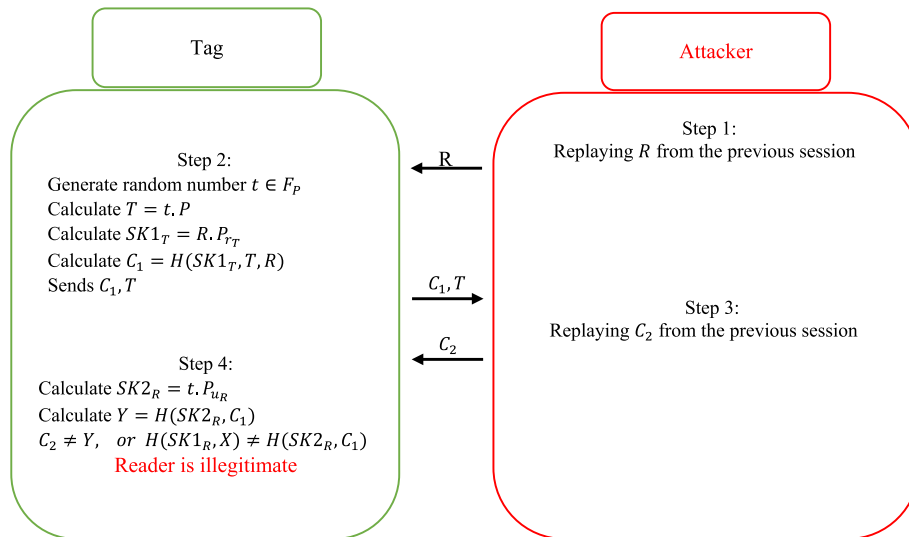 Tag
Attacker
Step 1:
Replaying R from the previous session
R
Step 2:
Generate random number t ∈ F_P
Calculate T = t. P
Calculate SK1_T = R. P_{r_T}
Calculate C_1 = H(SK1_T, T, R)
Sends C_1, T
C_1, T
Step 3:
Replaying C_2 from the previous session
C_2
Step 4:
Calculate SK2_R = t. P_{u_R}
Calculate Y = H(SK2_R, C_1)
C_2 ≠ Y, or H(SK1_R, X) ≠ H(SK2_R, C_1)
Reader is illegitimate